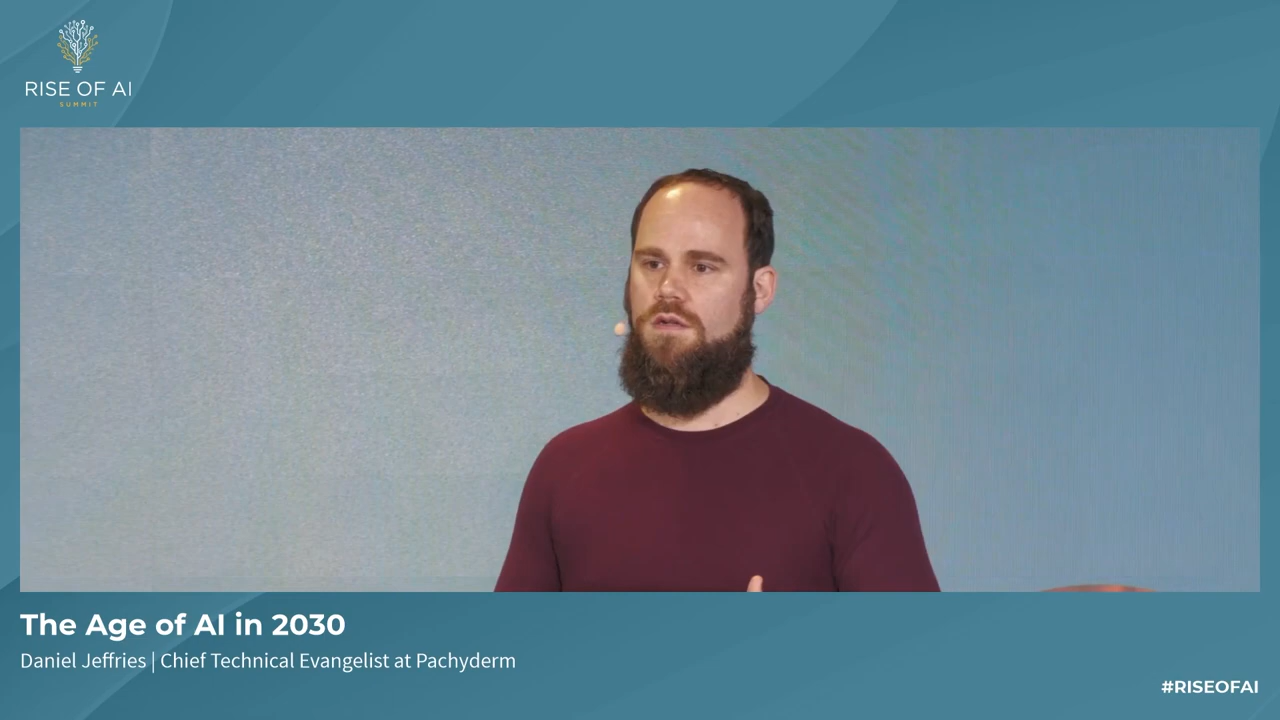 RISE OF AI
SUMMIT
The Age of AI in 2030
Daniel Jeffries | Chief Technical Evangelist at Pachyderm
#RISEOFAI